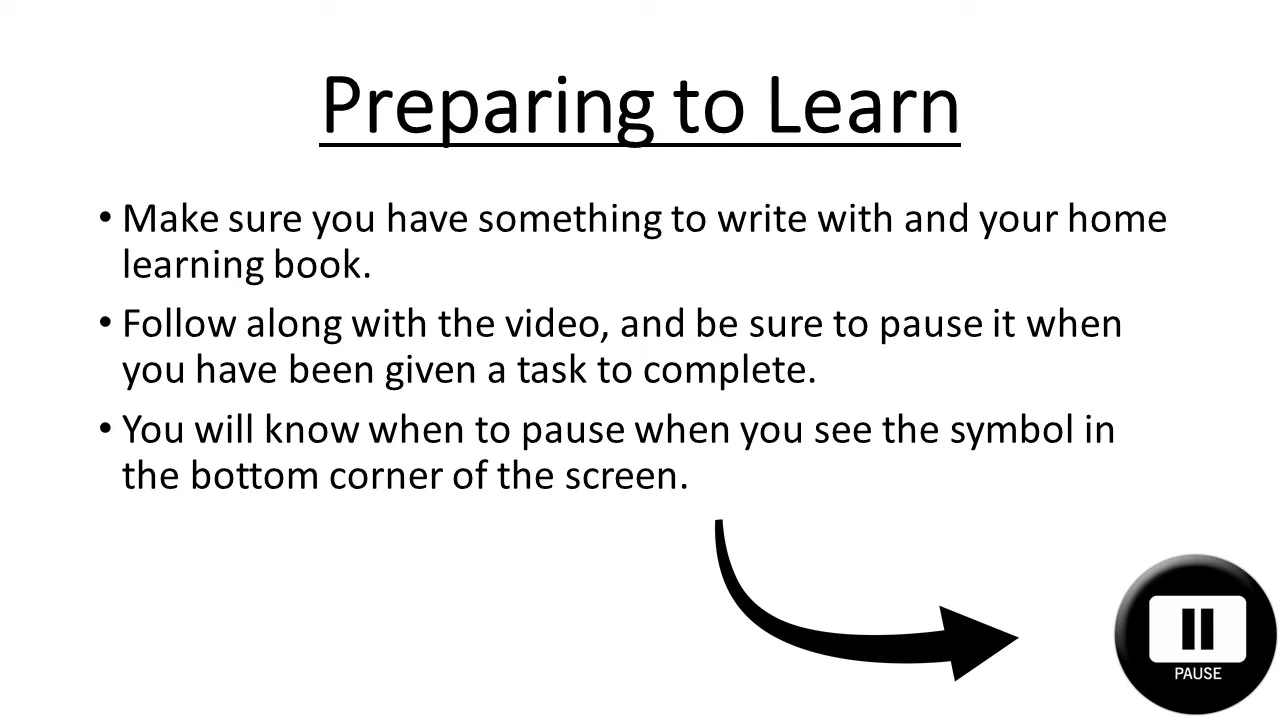 Preparing to Learn
• Make sure you have something to write with and your home
learning book.
• Follow along with the video, and be sure to pause it when
you have been given a task to complete.
• You will know when to pause when you see the symbol in
the bottom corner of the screen.
PAUSE